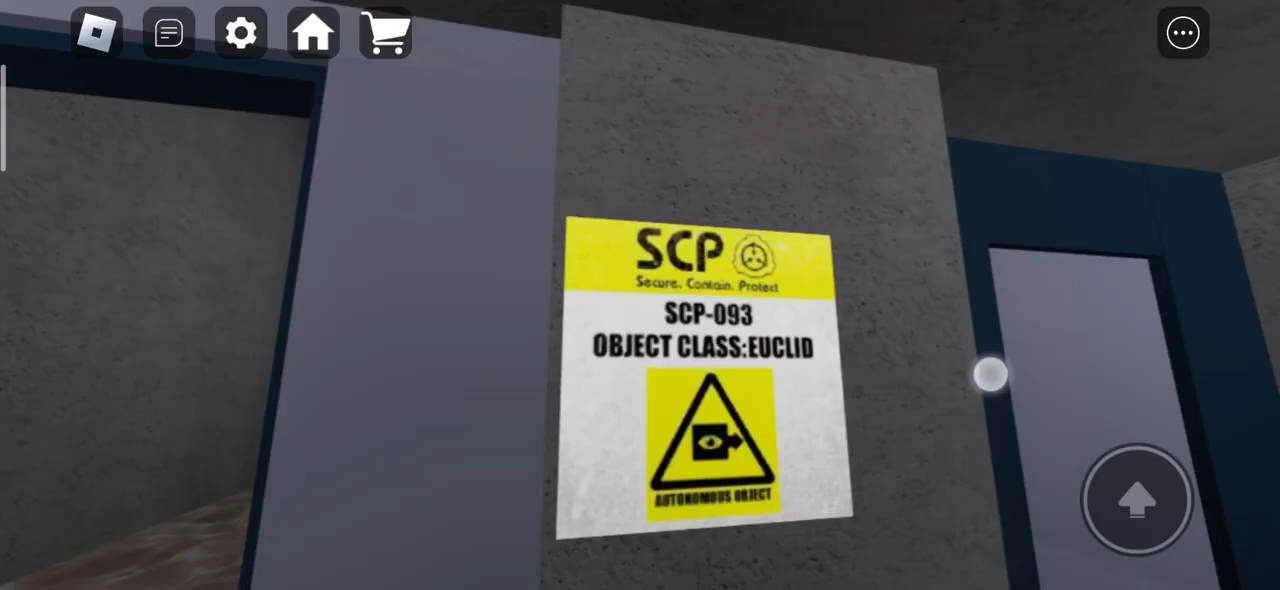 SCP
Secure. Contain. Protect
SCP-093
OBJECT CLASS:EUCLID
AUTONOMOUS OBJECT